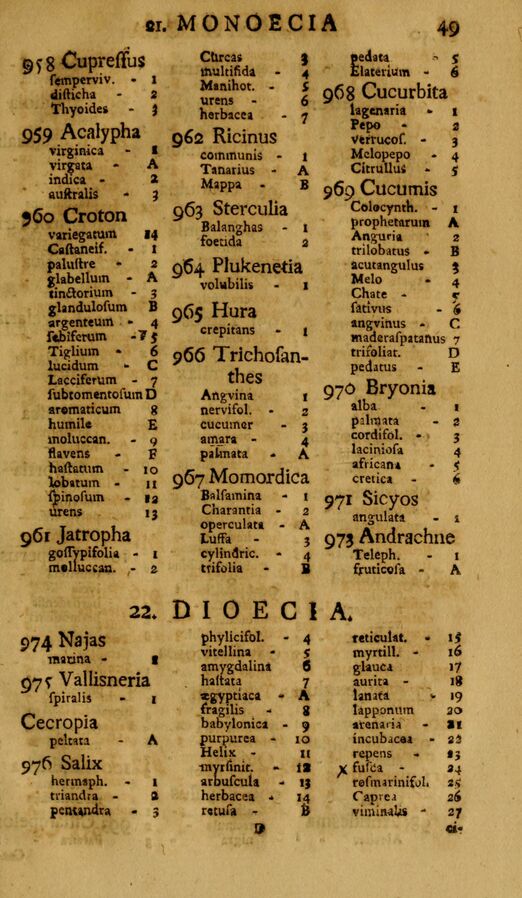 21. MONOECIA 49
958 Cupreſſus
ſemperviv. - 1
diſticha - 2
Thyoides - 3
959 Acalypha
virginica - 1
virgata - A
indica - 2
auſtralis - 3
960 Croton
variegatum 14
Caſtaneif. - 1
paluſtre - 2
glabellum - A
tinctorium - 3
glanduloſum B
argenteum - 4
ſebiferum - 5
Tiglium - 6
lucidum - C
Lacciferum - 7
ſubtomentoſum D
aromaticum 8
humile E
moluccan. - 9
flavens - F
haſtatum - 10
lobatum - 11
ſpinoſum - 12
urens 13
961 Jatropha
goſſypifolia - 1
molluccan. - 2
Curcas 3
multifida - 4
Manihot. - 5
urens - 6
herbacea - 7
962 Ricinus
communis - 1
Tanarius - A
Mappa - B
963 Sterculia
Balanghas - 1
foetida 2
964 Plukenetia
volubilis - 1
965 Hura
crepitans - 1
966 Trichoſan-
thes
Angvina 1
nervifol. - 2
cucumer - 3
amara - 4
palmata - A
967 Momordica
Balſamina - 1
Charantia - 2
operculata - A
Luffa - 3
cylindric. - 4
trifolia - B
pedata - 5
Elaterium - 6
968 Cucurbita
lagenaria - 1
Pepo - 2
verrucoſ. - 3
Melopepo - 4
Citrullus - 5
969 Cucumis
Colocynth. - 1
prophetarum A
Anguria 2
trilobatus - B
acutangulus 3
Melo - 4
Chate - 5
ſativus - 6
angvinus - C
maderaſpatanus 7
trifoliat. D
pedatus - E
970 Bryonia
alba - 1
palmata - 2
cordifol. - 3
laciniofa 4
africana - 5
cretica - 6
971 Sicyos
angulata - 1
973 Andrachne
Teleph. - 1
fruticoſa - A
22. DIOECIA.
974 Najas
marina - 1
975 Vallisneria
ſpiralis - 1
Cecropia
peltata - A
976 Salix
hermaph. - 1
triandra - 2
pentandra - 3
phylicifol. - 4
vitellina - 5
amygdalina 6
haſtata 7
ægyptiaca - A
fragilis - 8
babylonica - 9
purpurea - 10
Helix - 11
myrſinit. - 12
arbuſcula - 13
herbacea - 14
retuſa - B
reticulat. - 15
myrtill. - 16
glauca 17
aurita - 18
lanata - 19
lapponum 20
arenaria - 21
incubacea - 22
repens - 23
x fuſca - 24
roſmarinifol. 25
Caprea 26
viminalis - 27
D ci-